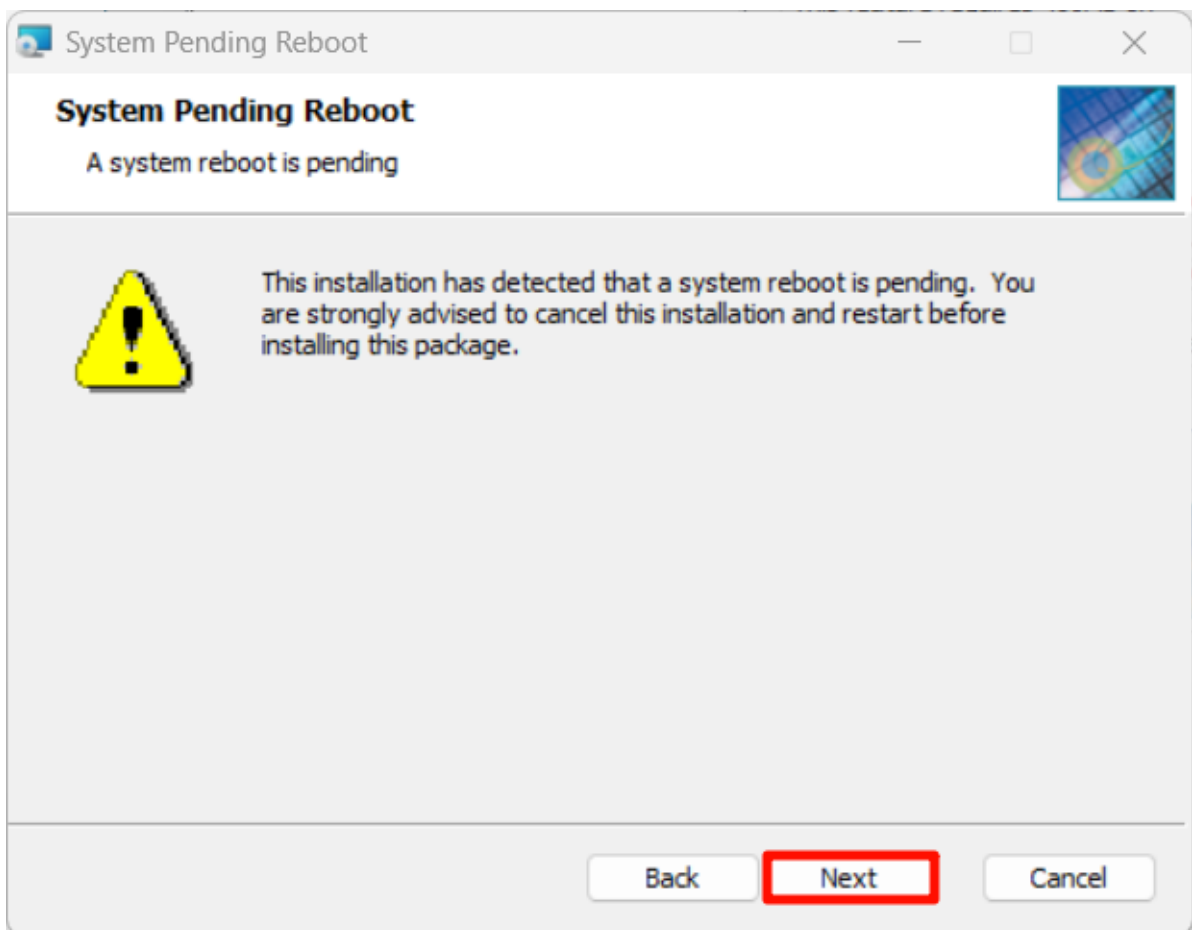 System Pending Reboot
System Pending Reboot
A system reboot is pending
This installation has detected that a system reboot is pending.  You
are strongly advised to cancel this installation and restart before
installing this package.
Back
Next
Cancel